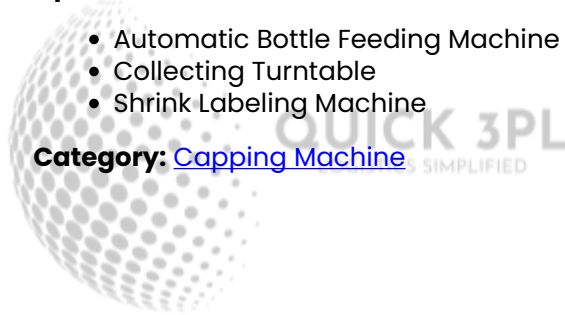 • Automatic Bottle Feeding Machine
• Collecting Turntable
• Shrink Labeling Machine
QUICK 3PL
Category: Capping Machine
SIMPLIFIED